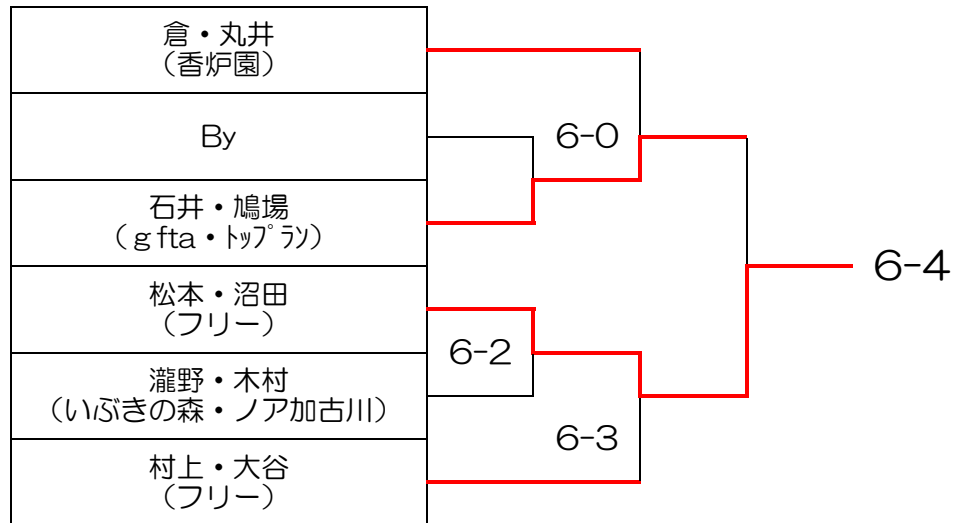 倉・丸井
（香炉園）
By
6-0
石井・鳩場
（ｇfta・ﾄｯﾌﾟﾗﾝ）
6-4
松本・沼田
（フリー）
6-2
瀧野・木村
（いぶきの森・ノア加古川）
6-3
村上・大谷
（フリー）